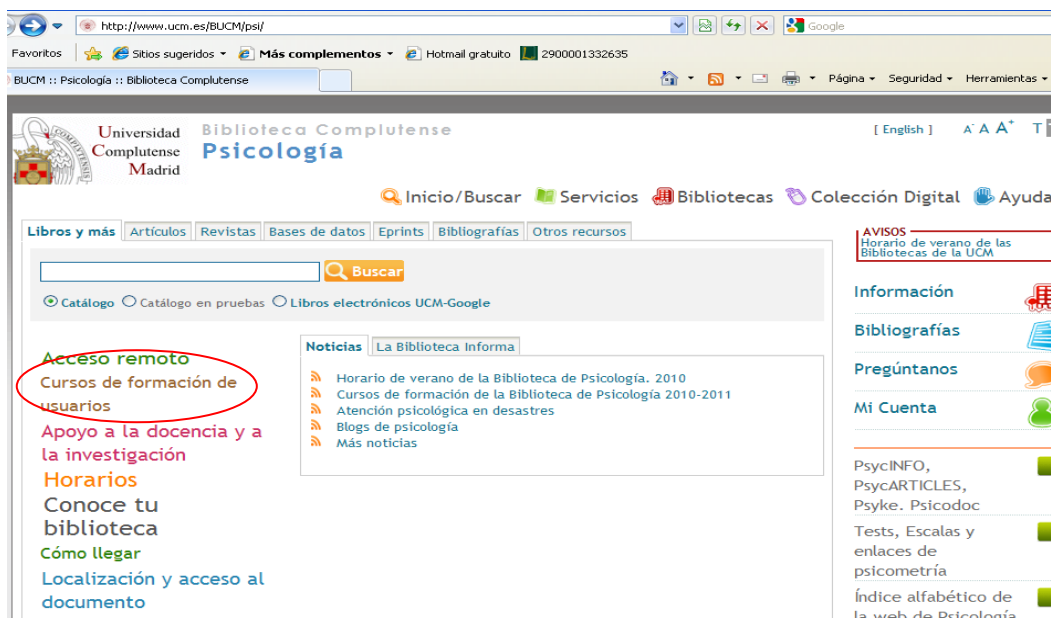 http://www.ucm.es/BUCM/psi/
Google
Favoritos Sitios sugeridos Más complementos Hotmail gratuito 2900001332635
BUCM :: Psicología :: Biblioteca Complutense
Página Seguridad Herramientas
Universidad
Complutense
Madrid
Biblioteca Complutense
Psicología
[ English ] A- A A+ T
Inicio/Buscar Servicios Bibliotecas Colección Digital Ayuda
Libros y más Artículos Revistas Bases de datos Eprints Bibliografías Otros recursos
Buscar
Catálogo Catálogo en pruebas Libros electrónicos UCM-Google
Acceso remoto
Cursos de formación de
usuarios
Apoyo a la docencia y a
la investigación
Horarios
Conoce tu
biblioteca
Cómo llegar
Localización y acceso al
documento
Noticias La Biblioteca Informa
Horario de verano de la Biblioteca de Psicología. 2010
Cursos de formación de la Biblioteca de Psicología 2010-2011
Atención psicológica en desastres
Blogs de psicología
Más noticias
AVISOS
Horario de verano de las
Bibliotecas de la UCM
Información
Bibliografías
Pregúntanos
Mi Cuenta
PsycINFO,
PsycARTICLES,
Psyke. Psicodoc
Tests, Escalas y
enlaces de
psicometría
Índice alfabético de
la web de Psicología